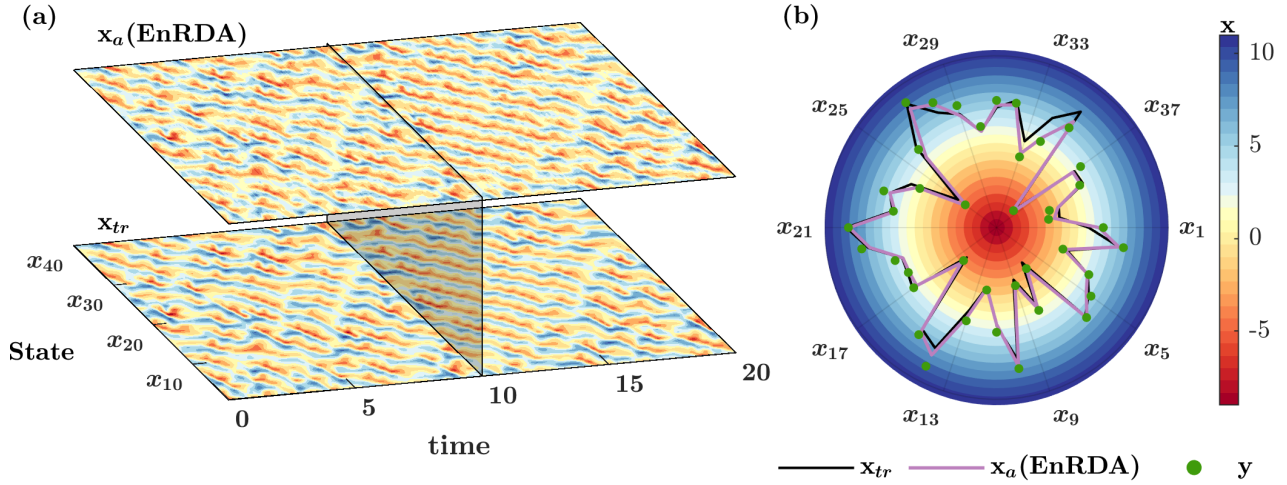 (a)
x_a(EnRDA)
x_tr
x_40
x_30
x_20
x_10
State
0
5
10
15
20
time
(b)
x_29
x_33
x_25
x_37
x_21
x_1
x_17
x_5
x_13
x_9
x
10
5
0
-5
x_tr x_a(EnRDA) y